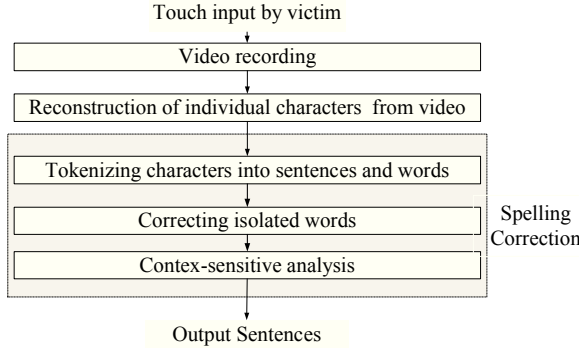 Touch input by victim
Video recording
Reconstruction of individual characters from video
Tokenizing characters into sentences and words
Correcting isolated words
Spelling
Correction
Contex-sensitive analysis
Output Sentences